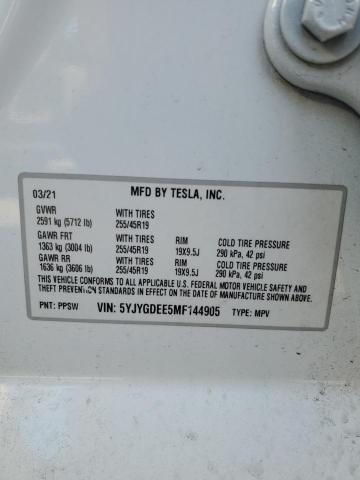 03/21 MFD BY TESLA, INC.
GVWR WITH TIRES
2591 kg (5712 lb) 255/45R19
GAWR FRT WITH TIRES RIM COLD TIRE PRESSURE
1363 kg (3004 lb) 255/45R19 19X9.5J 290 kPa, 42 psi
GAWR RR WITH TIRES RIM COLD TIRE PRESSURE
1636 kg (3606 lb) 255/45R19 19X9.5J 290 kPa, 42 psi
THIS VEHICLE CONFORMS TO ALL APPLICABLE U.S. FEDERAL MOTOR VEHICLE SAFETY AND
THEFT PREVENTION STANDARDS IN EFFECT ON THE DATE OF MANUFACTURE SHOWN ABOVE.
PNT: PPSW VIN: 5YJYGDEE5MF144905 TYPE: MPV